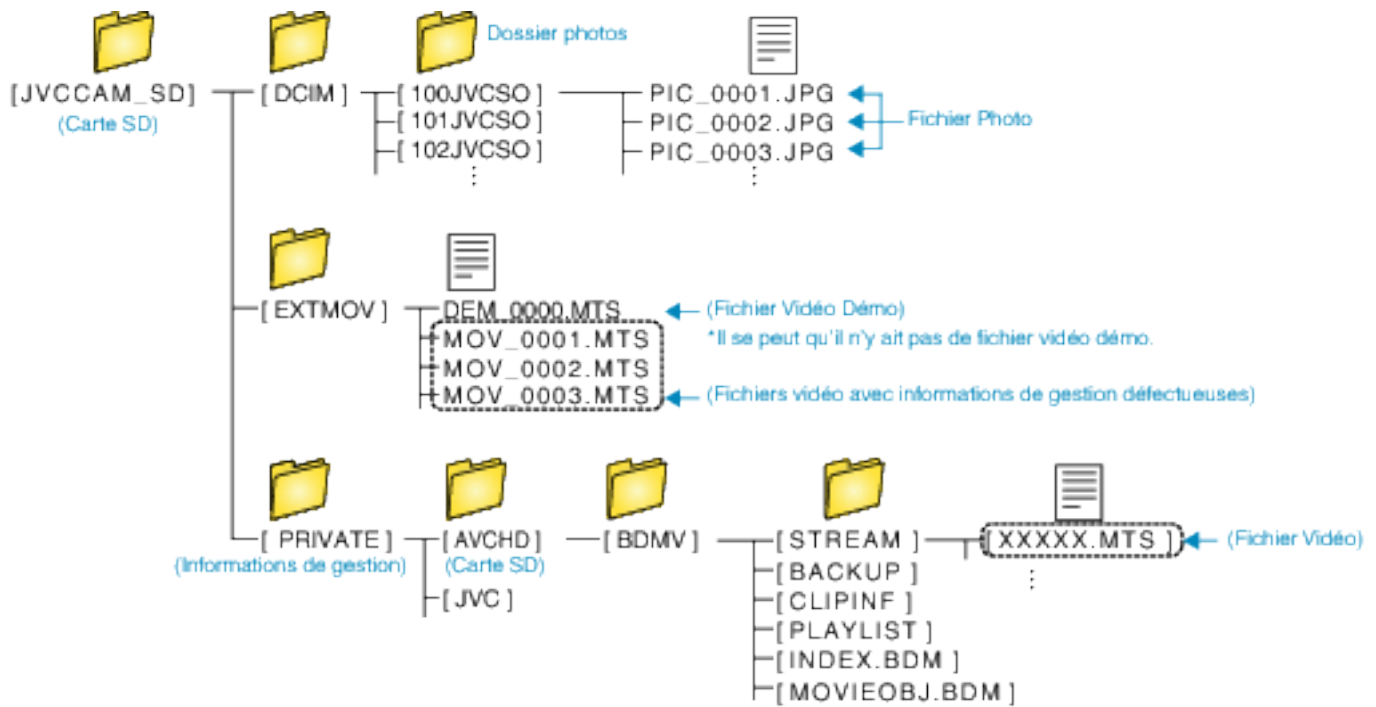 Dossier photos
[JVCCAM_SD]
(Carte SD)
[ DCIM ]
[ 100JVCSO ]
[ 101JVCSO ]
[ 102JVCSO ]
PIC_0001.JPG
PIC_0002.JPG
PIC_0003.JPG
Fichier Photo
[ EXTMOV ]
DEM_0000.MTS
(Fichier Vidéo Démo)
*Il se peut qu'il n'y ait pas de fichier vidéo démo.
MOV_0001.MTS
MOV_0002.MTS
MOV_0003.MTS
(Fichiers vidéo avec informations de gestion défectueuses)
[ PRIVATE ]
(Informations de gestion)
[ AVCHD ]
(Carte SD)
[ JVC ]
[ BDMV ]
[ STREAM ]
[ BACKUP ]
[ CLIPINF ]
[ PLAYLIST ]
[ INDEX.BDM ]
[ MOVIEOBJ.BDM ]
[ XXXXX.MTS ]
(Fichier Vidéo)